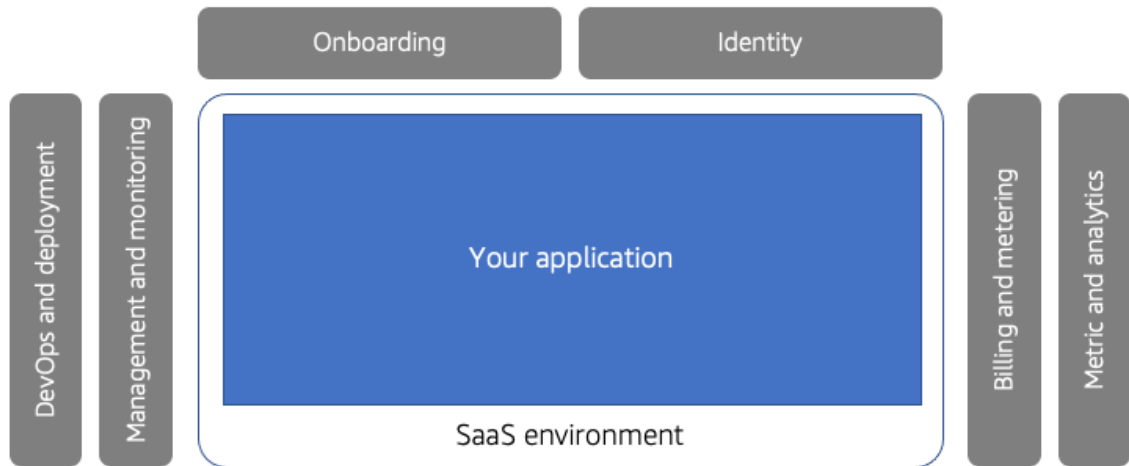 Onboarding
Identity
DevOps and deployment
Management and monitoring
Your application
Billing and metering
Metric and analytics
SaaS environment